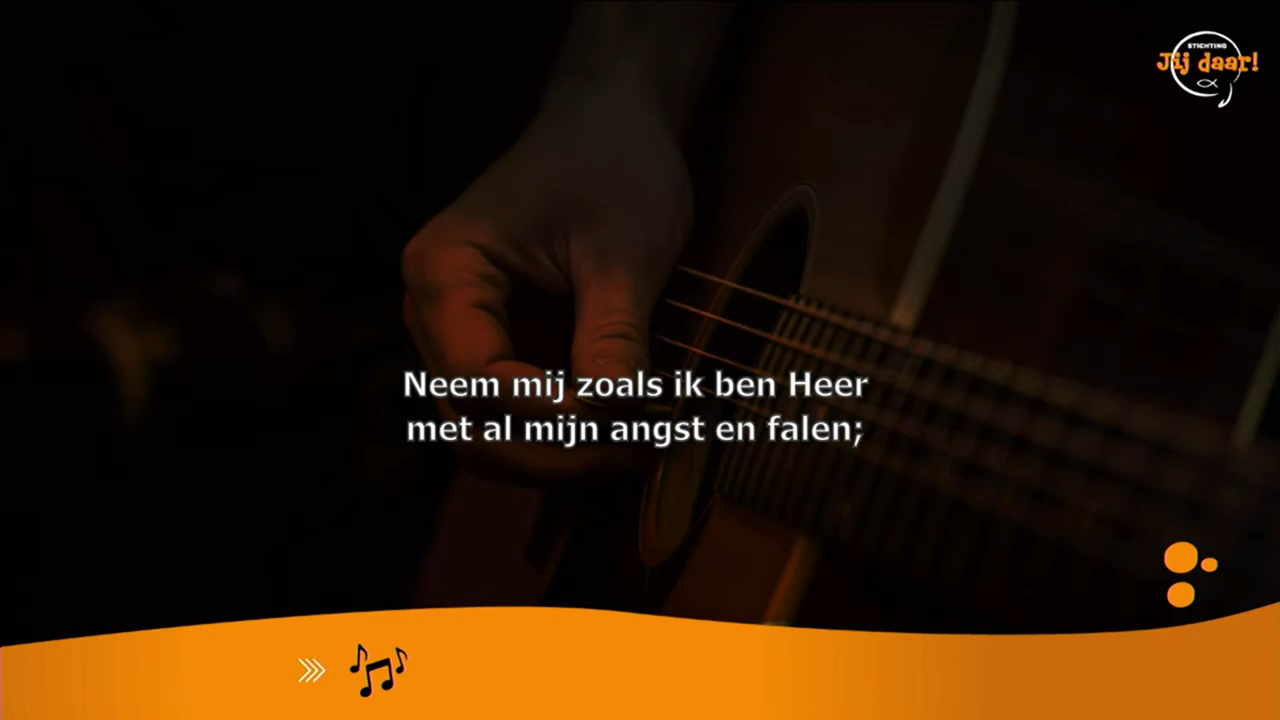 STICHTING
Jij daar!
Neem mij zoals ik ben Heer
met al mijn angst en falen;